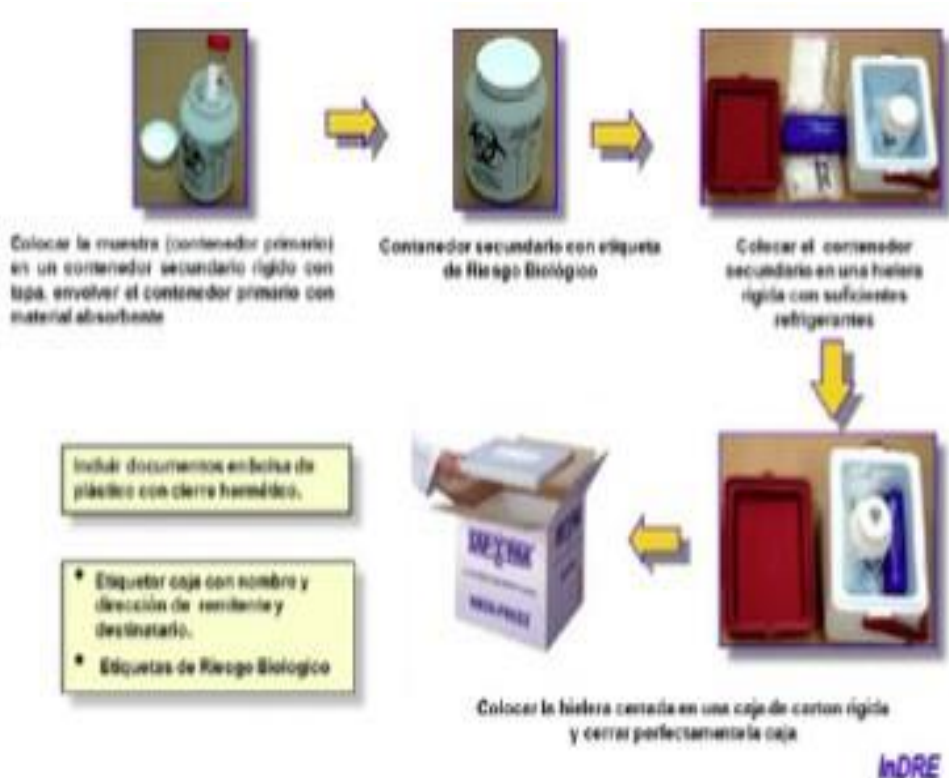 Colocar la muestra (contenedor primario)
en un contenedor secundario rígido con
tapa, envolver el contenedor primario con
material absorbente
Contenedor secundario con etiqueta
de Riesgo Biológico
Colocar el contenedor
secundario en una hielera
rígida con suficientes
refrigerantes
Incluir documentos en bolsa de
plástico con cierre hermético.
• Etiquetar caja con nombre y
dirección de remitente y
destinatario.
• Etiquetas de Riesgo Biologico
Colocar la hielera cerrada en una caja de carton rígida
y cerrar perfectamente la caja
InDRE